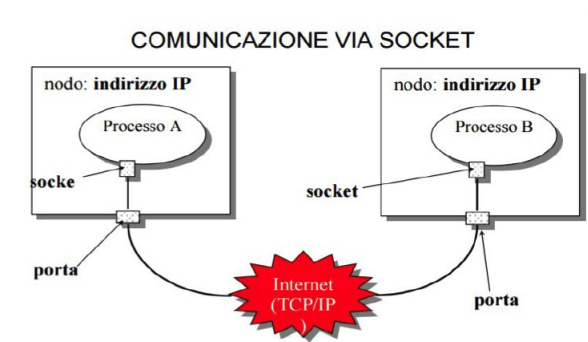 COMUNICAZIONE VIA SOCKET
nodo: indirizzo IP
Processo A
socke
porta
nodo: indirizzo IP
Processo B
socket
porta
Internet
(TCP/IP
)